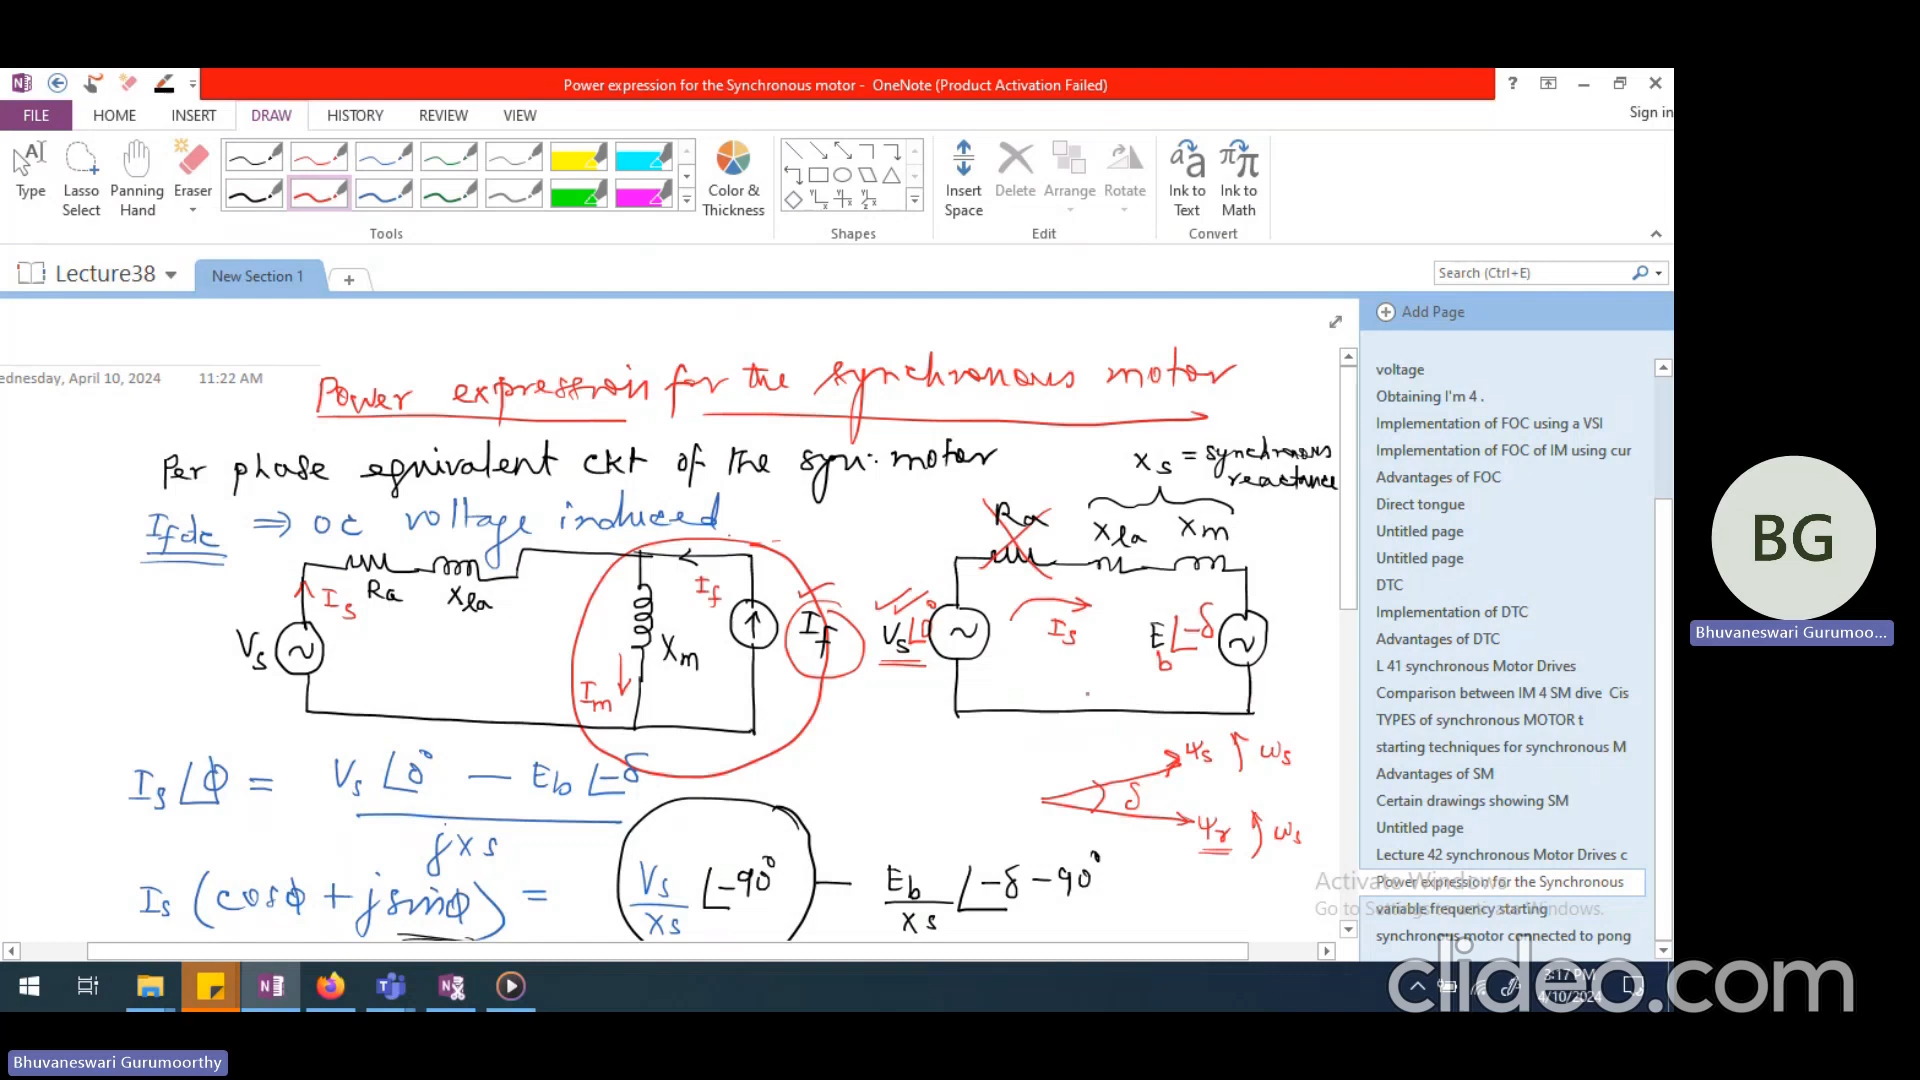 Power expression for the Synchronous motor - OneNote (Product Activation Failed)
FILE HOME INSERT DRAW HISTORY REVIEW VIEW
Sign in
Type
Lasso Select
Panning Hand
Eraser
Color & Thickness
Insert Space
Delete
Arrange
Rotate
Ink to Text
Ink to Math
Tools
Shapes
Edit
Convert
Lecture38
New Section 1
Search (Ctrl+E)
Add Page
ednesday, April 10, 2024 11:22 AM
Power expression for the synchronous motor
Per phase equivalent ckt of the syn. motor
Xs = synchronous reactance
If dc ⇒ oc voltage induced
Ra Xla Xm
Is Ra Xla
If
If
Vs
Xm
Im
Vs∠0°
Is
Eb∠-δ
Ψs ωs
δ
Ψr ωs
Is∠φ = Vs∠0° — Eb∠-δ
jxs
Is (cosφ + j sinφ) = Vs/Xs ∠-90° — Eb/Xs ∠-δ-90°
voltage
Obtaining I'm 4 .
Implementation of FOC using a VSI
Implementation of FOC of IM using cur
Advantages of FOC
Direct tongue
Untitled page
Untitled page
DTC
Implementation of DTC
Advantages of DTC
L 41 synchronous Motor Drives
Comparison between IM 4 SM dive Cis
TYPES of synchronous MOTOR t
starting techniques for synchronous M
Advantages of SM
Certain drawings showing SM
Untitled page
Lecture 42 synchronous Motor Drives c
Power expression for the Synchronous
variable frequency starting
synchronous motor connected to pong
Activate Windows
Go to Settings to activate Windows.
BG
Bhuvaneswari Gurumoo...
3:17 PM
4/10/2024
clideo.com
Bhuvaneswari Gurumoorthy